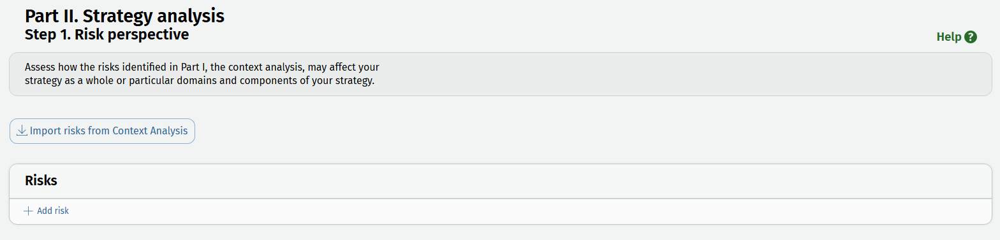 Part II. Strategy analysis
Step 1. Risk perspective
Help ?
Assess how the risks identified in Part I, the context analysis, may affect your
strategy as a whole or particular domains and components of your strategy.
Import risks from Context Analysis
Risks
Add risk